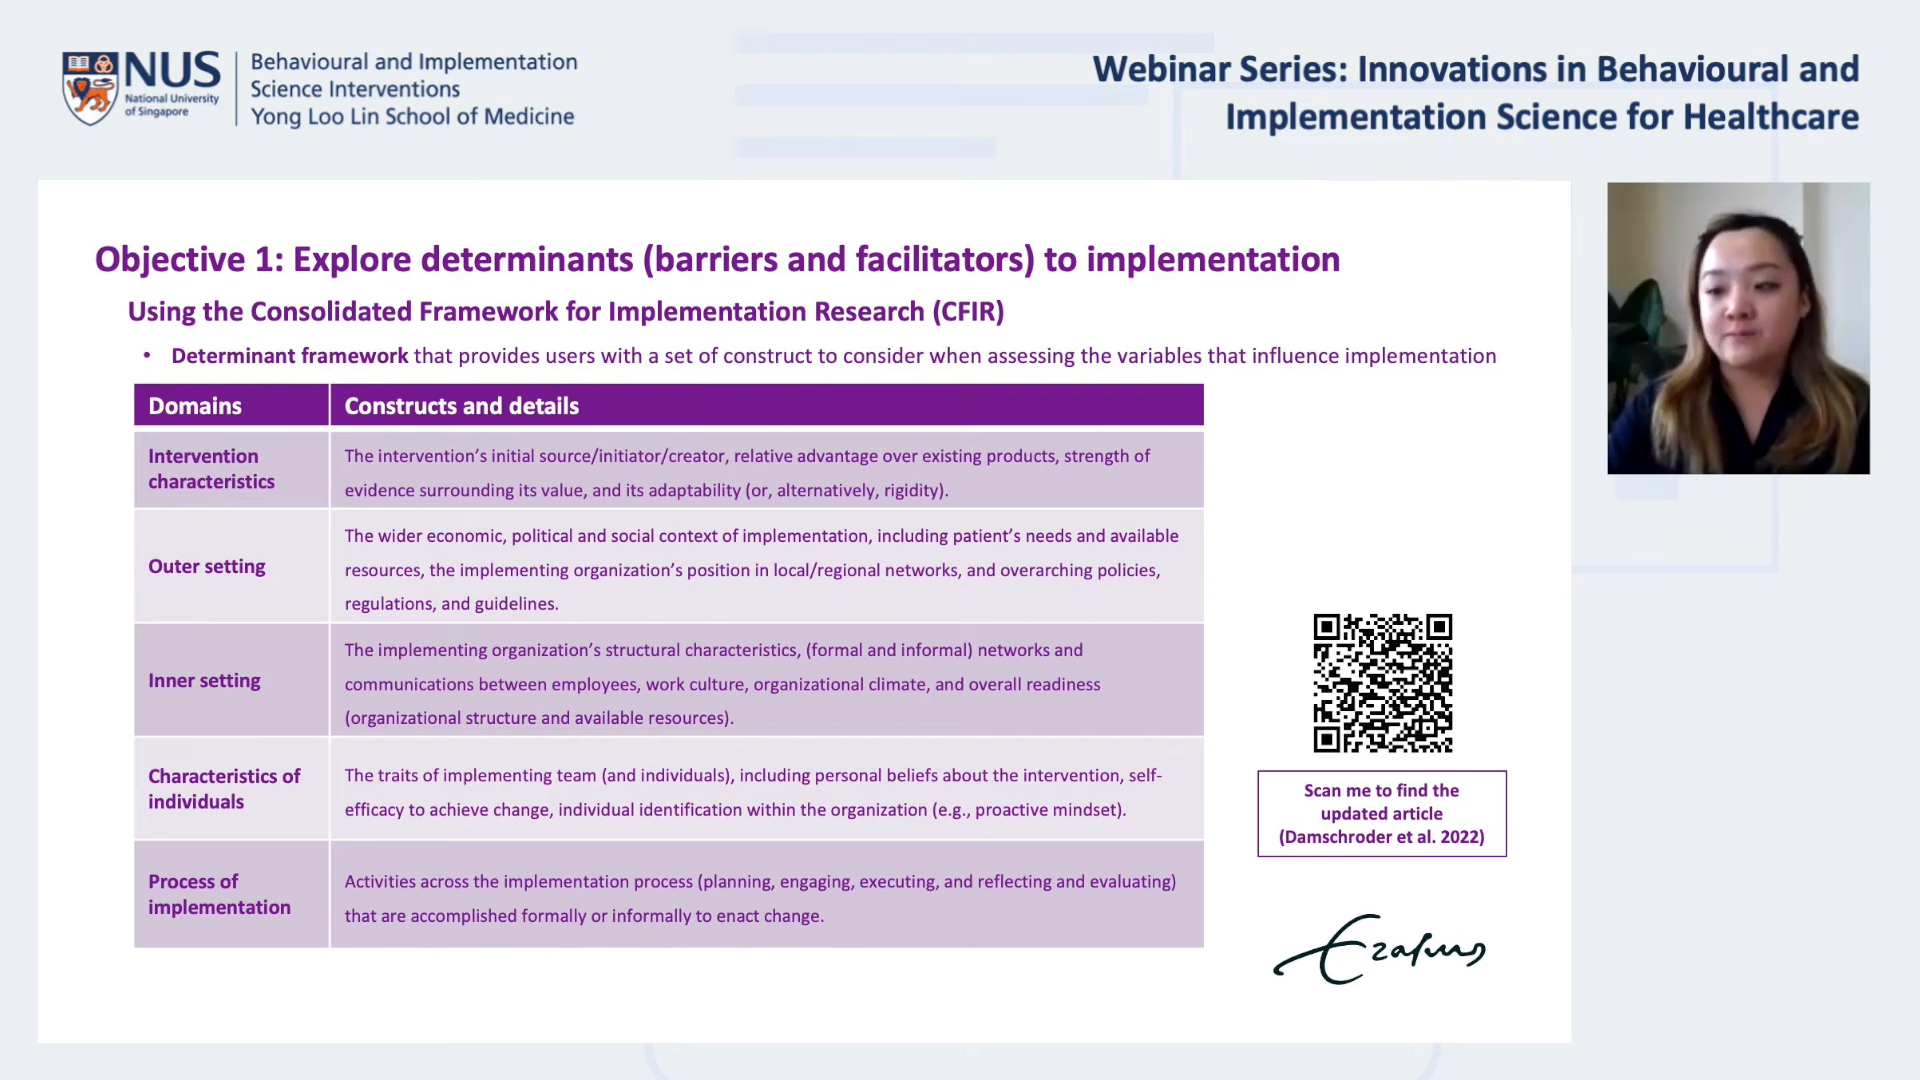 NUS
National University
of Singapore
Behavioural and Implementation
Science Interventions
Yong Loo Lin School of Medicine
Webinar Series: Innovations in Behavioural and
Implementation Science for Healthcare
Objective 1: Explore determinants (barriers and facilitators) to implementation
Using the Consolidated Framework for Implementation Research (CFIR)
• Determinant framework that provides users with a set of construct to consider when assessing the variables that influence implementation
Domains
Constructs and details
Intervention
characteristics
The intervention’s initial source/initiator/creator, relative advantage over existing products, strength of
evidence surrounding its value, and its adaptability (or, alternatively, rigidity).
Outer setting
The wider economic, political and social context of implementation, including patient’s needs and available
resources, the implementing organization’s position in local/regional networks, and overarching policies,
regulations, and guidelines.
Inner setting
The implementing organization’s structural characteristics, (formal and informal) networks and
communications between employees, work culture, organizational climate, and overall readiness
(organizational structure and available resources).
Characteristics of
individuals
The traits of implementing team (and individuals), including personal beliefs about the intervention, self-
efficacy to achieve change, individual identification within the organization (e.g., proactive mindset).
Process of
implementation
Activities across the implementation process (planning, engaging, executing, and reflecting and evaluating)
that are accomplished formally or informally to enact change.
Scan me to find the
updated article
(Damschroder et al. 2022)
Erasmus